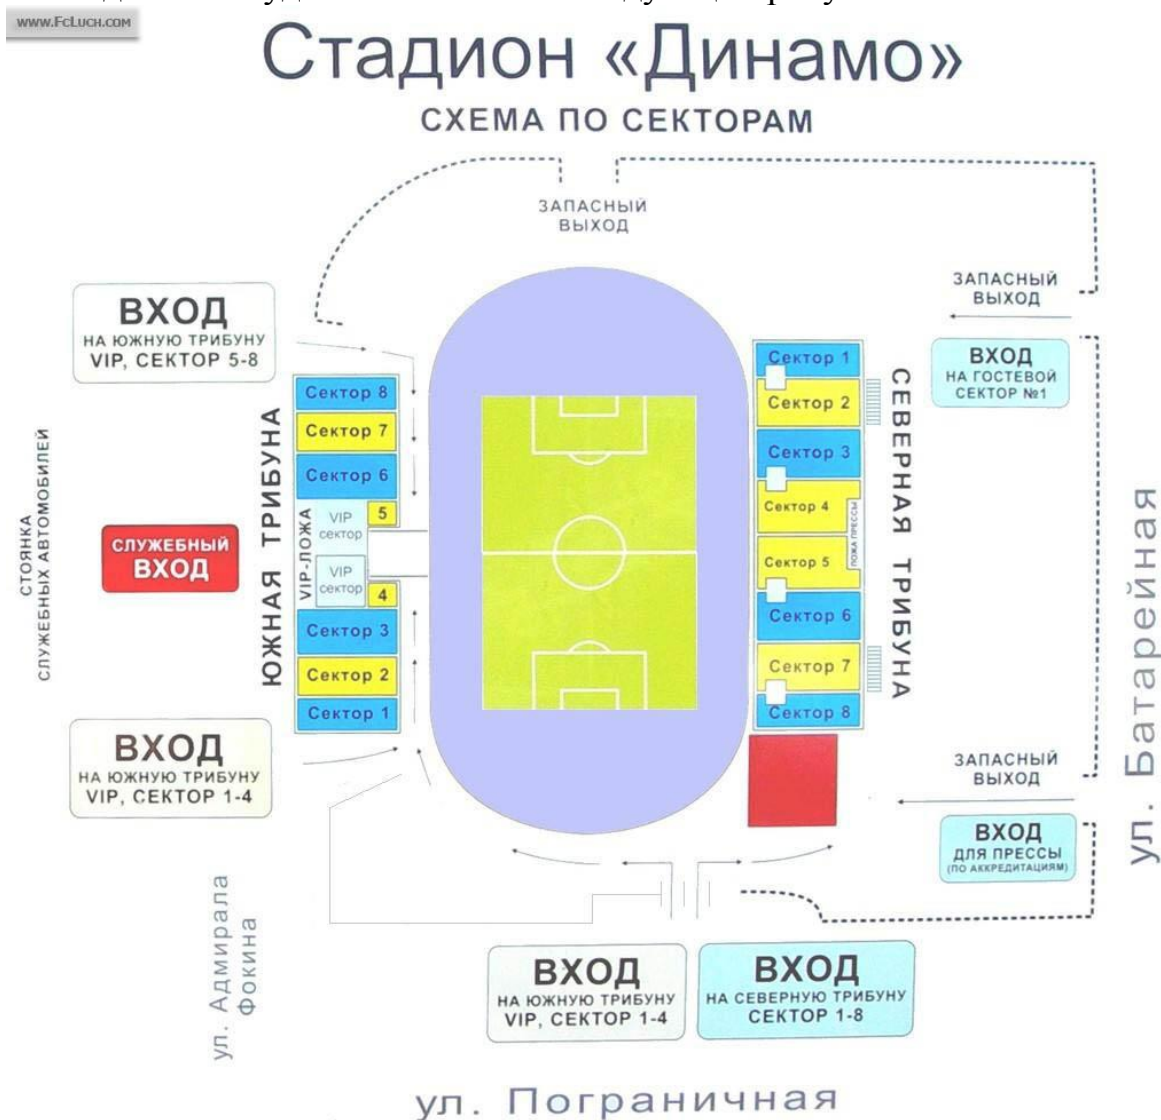 www.FcLuch.com
Стадион «Динамо»
СХЕМА ПО СЕКТОРАМ
ЗАПАСНЫЙ
ВЫХОД
ЗАПАСНЫЙ
ВЫХОД
ВХОД
НА ЮЖНУЮ ТРИБУНУ
VIP, СЕКТОР 5-8
ВХОД
НА ГОСТЕВОЙ
СЕКТОР №1
ЮЖНАЯ ТРИБУНА
Сектор 8
Сектор 7
Сектор 6
5
VIP
сектор
VIP-ЛОЖА
VIP
сектор
4
Сектор 3
Сектор 2
Сектор 1
Сектор 1
Сектор 2
Сектор 3
Сектор 4
ЛОЖА ПРЕССЫ
Сектор 5
Сектор 6
Сектор 7
Сектор 8
СЕВЕРНАЯ ТРИБУНА
СТОЯНКА
СЛУЖЕБНЫХ АВТОМОБИЛЕЙ
СЛУЖЕБНЫЙ
ВХОД
ул. Батарейная
ВХОД
НА ЮЖНУЮ ТРИБУНУ
VIP, СЕКТОР 1-4
ЗАПАСНЫЙ
ВЫХОД
ВХОД
ДЛЯ ПРЕССЫ
(ПО АККРЕДИТАЦИЯМ)
ул. Адмирала
Фокина
ВХОД
НА ЮЖНУЮ ТРИБУНУ
VIP, СЕКТОР 1-4
ВХОД
НА СЕВЕРНУЮ ТРИБУНУ
СЕКТОР 1-8
ул. Пограничная